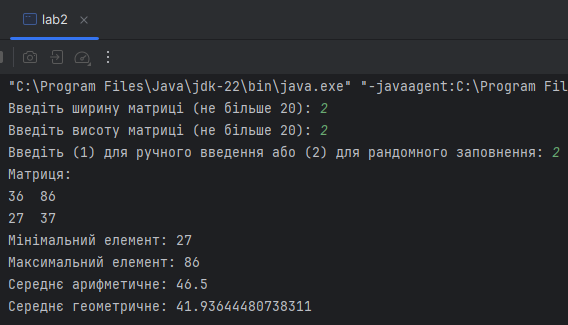 lab2
"C:\Program Files\Java\jdk-22\bin\java.exe" "-javaagent:C:\Program Fil
Введіть ширину матриці (не більше 20): 2
Введіть висоту матриці (не більше 20): 2
Введіть (1) для ручного введення або (2) для рандомного заповнення: 2
Матриця:
36 86
27 37
Мінімальний елемент: 27
Максимальний елемент: 86
Середнє арифметичне: 46.5
Середнє геометричне: 41.93644480738311